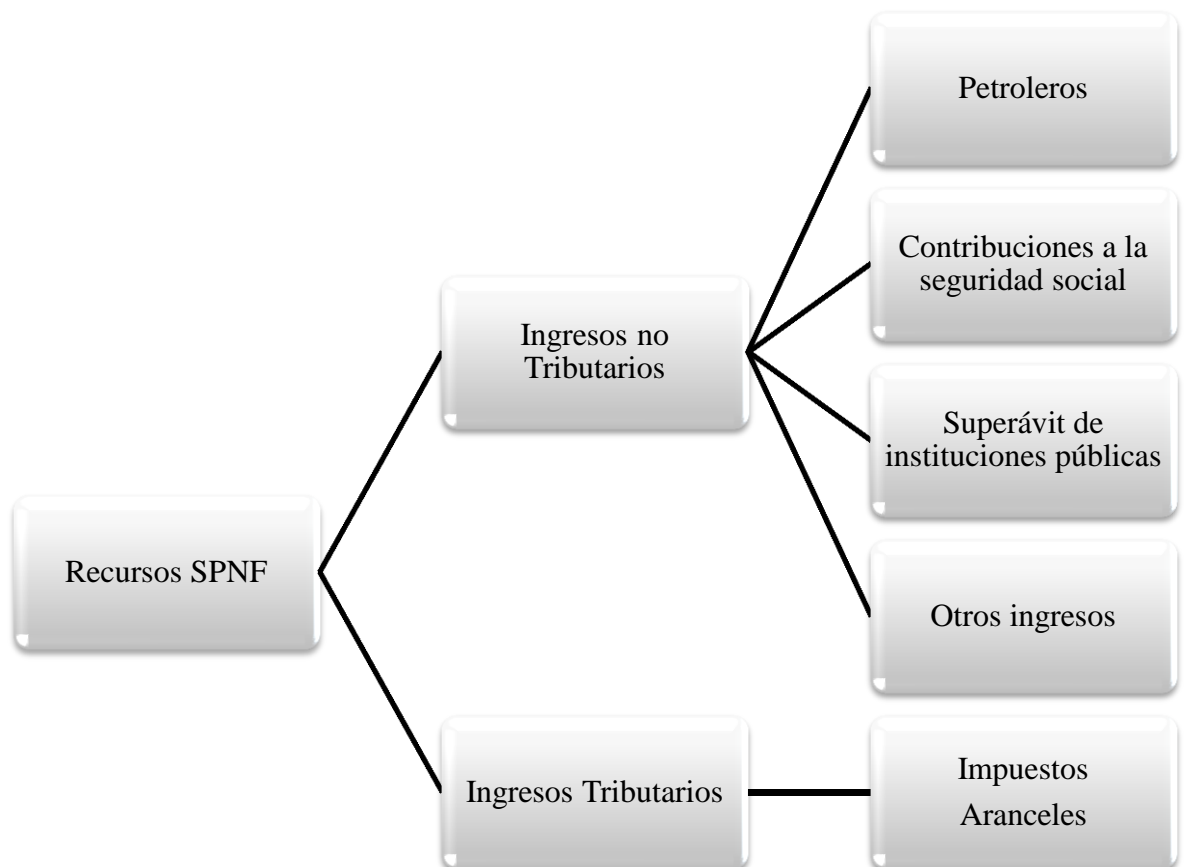 Recursos SPNF
Ingresos no
Tributarios
Petroleros
Contribuciones a la
seguridad social
Superávit de
instituciones públicas
Otros ingresos
Ingresos Tributarios
Impuestos
Aranceles